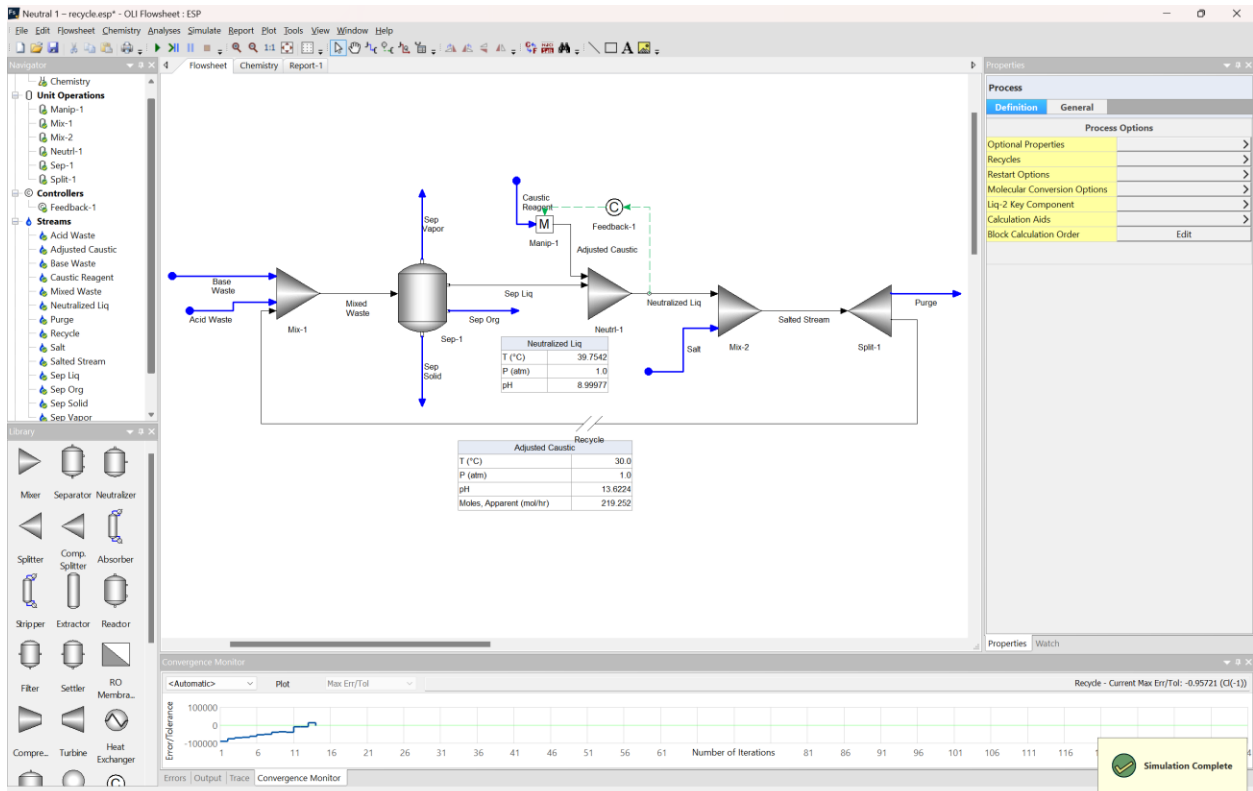 Neutral 1 – recycle.esp* - OLI Flowsheet : ESP
File Edit Flowsheet Chemistry Analyses Simulate Report Plot Tools View Window Help
Navigator
Chemistry
Unit Operations
Manip-1
Mix-1
Mix-2
Neutrl-1
Sep-1
Split-1
Controllers
Feedback-1
Streams
Acid Waste
Adjusted Caustic
Base Waste
Caustic Reagent
Mixed Waste
Neutralized Liq
Purge
Recycle
Salt
Salted Stream
Sep Liq
Sep Org
Sep Solid
Sep Vapor
Library
Mixer Separator Neutralizer
Splitter Comp. Splitter Absorber
Stripper Extractor Reactor
Filter Settler RO Membra...
Compre... Turbine Heat Exchanger
Flowsheet Chemistry Report-1
Sep Vapor
Caustic Reagent
M
Manip-1
C
Feedback-1
Adjusted Caustic
Base Waste
Acid Waste
Mix-1
Mixed Waste
Sep Liq
Sep Org
Sep-1
Sep Solid
Neutrl-1
Neutralized Liq
Salt
Mix-2
Salted Stream
Split-1
Purge
Neutralized Liq
T (°C) 39.7542
P (atm) 1.0
pH 8.99977
Recycle
Adjusted Caustic
T (°C) 30.0
P (atm) 1.0
pH 13.6224
Moles, Apparent (mol/hr) 219.252
Properties
Process
Definition General
Process Options
Optional Properties
Recycles
Restart Options
Molecular Conversion Options
Liq-2 Key Component
Calculation Aids
Block Calculation Order Edit
Properties Watch
Convergence Monitor
<Automatic> Plot Max Err/Tol
Recycle - Current Max Err/Tol: -0.95721 (Cl(-1))
Error/Tolerance
100000
0
-100000
1 6 11 16 21 26 31 36 41 46 51 56 61 Number of Iterations 81 86 91 96 101 106 111 116
Simulation Complete
Errors Output Trace Convergence Monitor